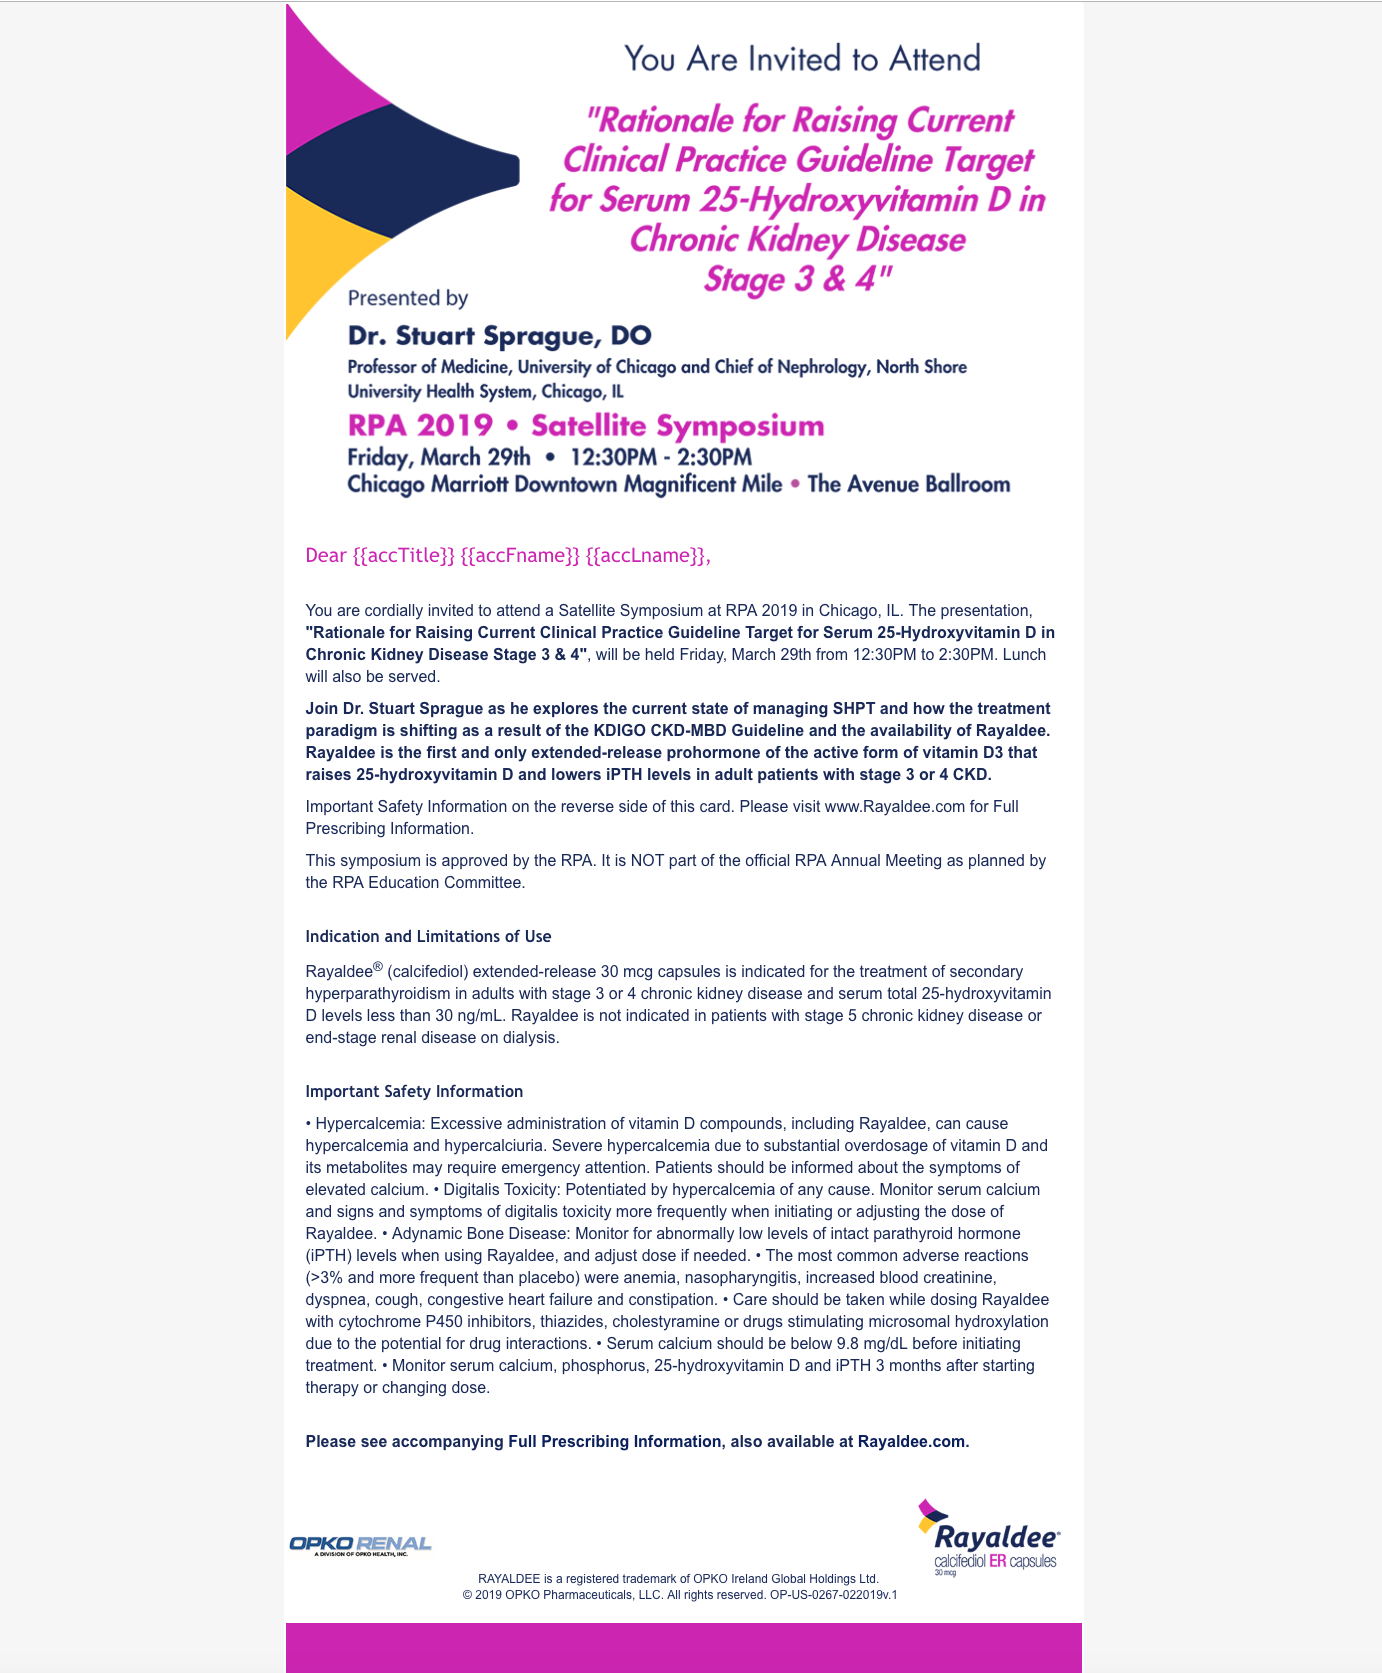 You Are Invited to Attend
"Rationale for Raising Current
Clinical Practice Guideline Target
for Serum 25-Hydroxyvitamin D in
Chronic Kidney Disease
Stage 3 & 4"
Presented by
Dr. Stuart Sprague, DO
Professor of Medicine, University of Chicago and Chief of Nephrology, North Shore
University Health System, Chicago, IL
RPA 2019 • Satellite Symposium
Friday, March 29th • 12:30PM - 2:30PM
Chicago Marriott Downtown Magnificent Mile • The Avenue Ballroom
Dear {{accTitle}} {{accFname}} {{accLname}},
You are cordially invited to attend a Satellite Symposium at RPA 2019 in Chicago, IL. The presentation,
"Rationale for Raising Current Clinical Practice Guideline Target for Serum 25-Hydroxyvitamin D in
Chronic Kidney Disease Stage 3 & 4", will be held Friday, March 29th from 12:30PM to 2:30PM. Lunch
will also be served.
Join Dr. Stuart Sprague as he explores the current state of managing SHPT and how the treatment
paradigm is shifting as a result of the KDIGO CKD-MBD Guideline and the availability of Rayaldee.
Rayaldee is the first and only extended-release prohormone of the active form of vitamin D3 that
raises 25-hydroxyvitamin D and lowers iPTH levels in adult patients with stage 3 or 4 CKD.
Important Safety Information on the reverse side of this card. Please visit www.Rayaldee.com for Full
Prescribing Information.
This symposium is approved by the RPA. It is NOT part of the official RPA Annual Meeting as planned by
the RPA Education Committee.
Indication and Limitations of Use
Rayaldee® (calcifediol) extended-release 30 mcg capsules is indicated for the treatment of secondary
hyperparathyroidism in adults with stage 3 or 4 chronic kidney disease and serum total 25-hydroxyvitamin
D levels less than 30 ng/mL. Rayaldee is not indicated in patients with stage 5 chronic kidney disease or
end-stage renal disease on dialysis.
Important Safety Information
• Hypercalcemia: Excessive administration of vitamin D compounds, including Rayaldee, can cause
hypercalcemia and hypercalciuria. Severe hypercalcemia due to substantial overdosage of vitamin D and
its metabolites may require emergency attention. Patients should be informed about the symptoms of
elevated calcium. • Digitalis Toxicity: Potentiated by hypercalcemia of any cause. Monitor serum calcium
and signs and symptoms of digitalis toxicity more frequently when initiating or adjusting the dose of
Rayaldee. • Adynamic Bone Disease: Monitor for abnormally low levels of intact parathyroid hormone
(iPTH) levels when using Rayaldee, and adjust dose if needed. • The most common adverse reactions
(>3% and more frequent than placebo) were anemia, nasopharyngitis, increased blood creatinine,
dyspnea, cough, congestive heart failure and constipation. • Care should be taken while dosing Rayaldee
with cytochrome P450 inhibitors, thiazides, cholestyramine or drugs stimulating microsomal hydroxylation
due to the potential for drug interactions. • Serum calcium should be below 9.8 mg/dL before initiating
treatment. • Monitor serum calcium, phosphorus, 25-hydroxyvitamin D and iPTH 3 months after starting
therapy or changing dose.
Please see accompanying Full Prescribing Information, also available at Rayaldee.com.
OPKO RENAL
A DIVISION OF OPKO HEALTH, INC.
Rayaldee®
calcifediol ER capsules
30 mcg
RAYALDEE is a registered trademark of OPKO Ireland Global Holdings Ltd.
© 2019 OPKO Pharmaceuticals, LLC. All rights reserved. OP-US-0267-022019v.1